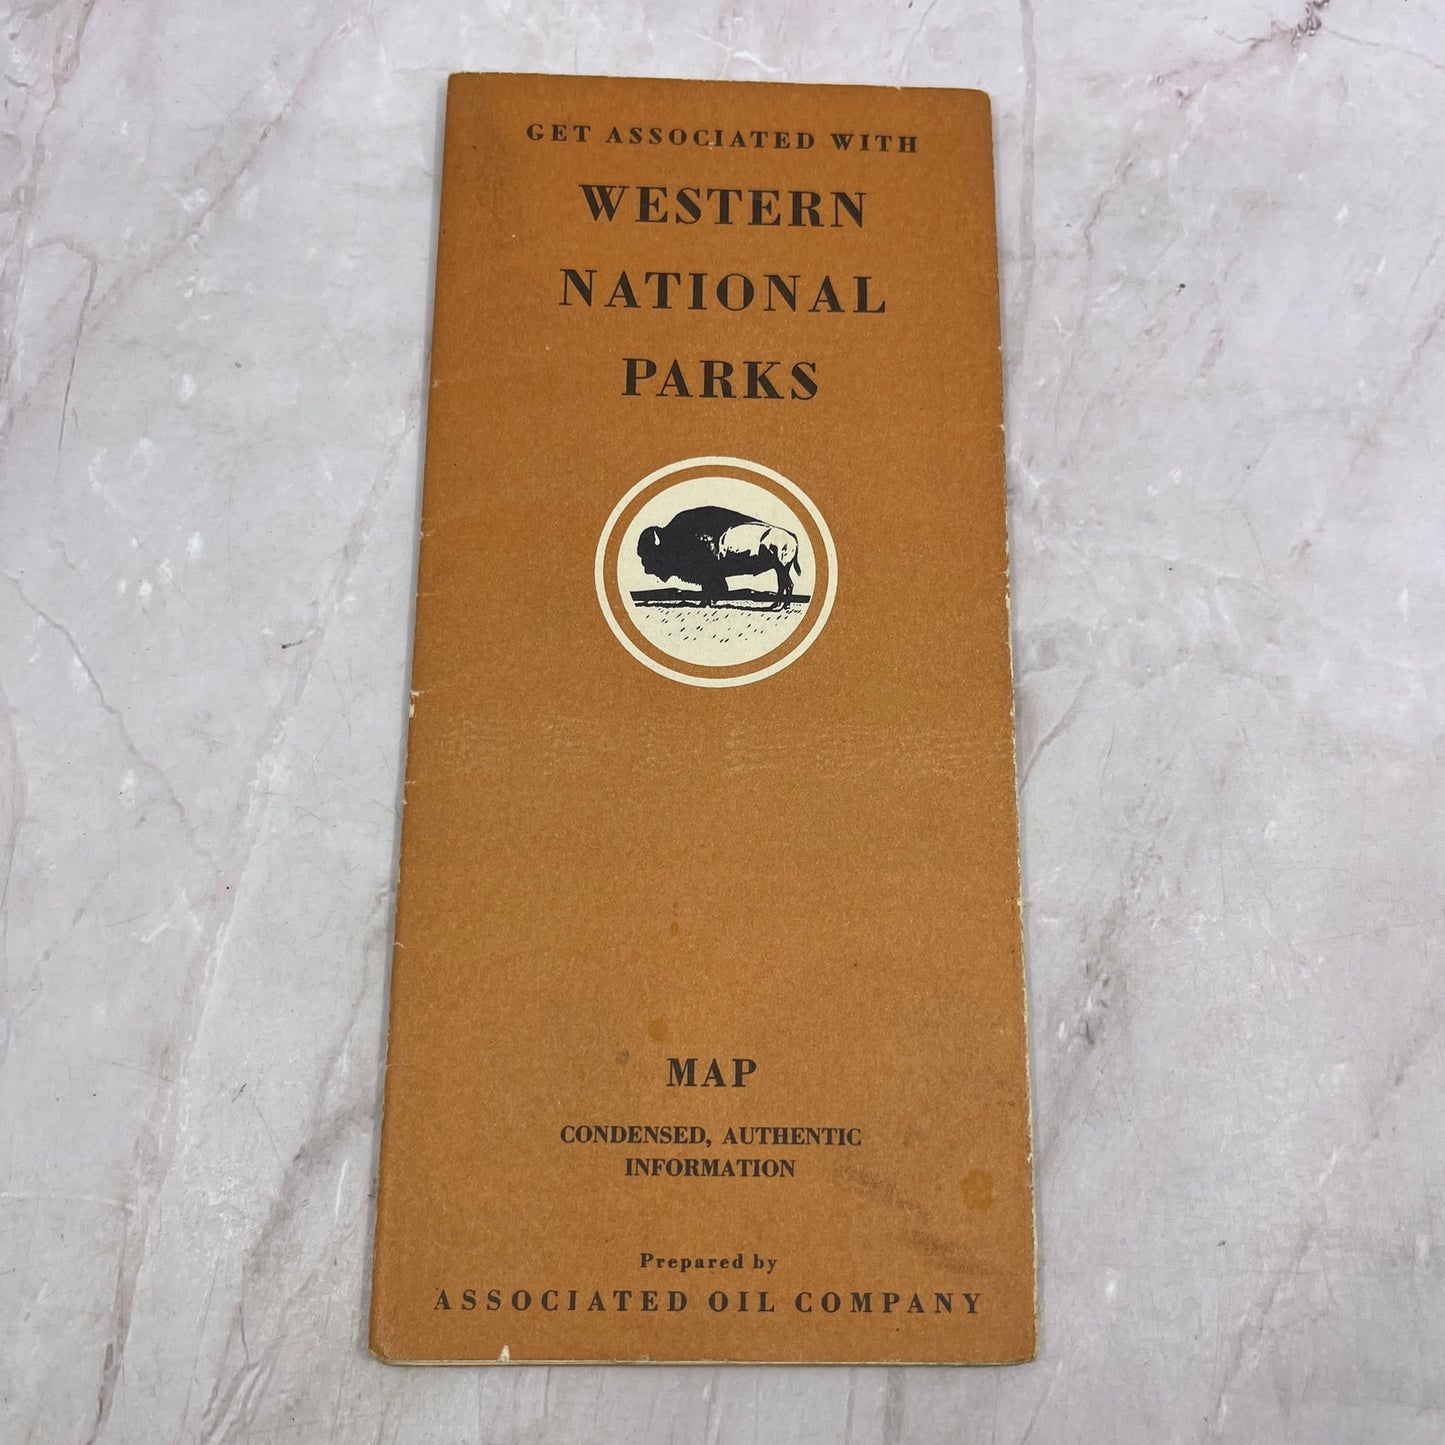 GET ASSOCIATED WITH
WESTERN
NATIONAL
PARKS
MAP
CONDENSED, AUTHENTIC
INFORMATION
Prepared by
ASSOCIATED OIL COMPANY